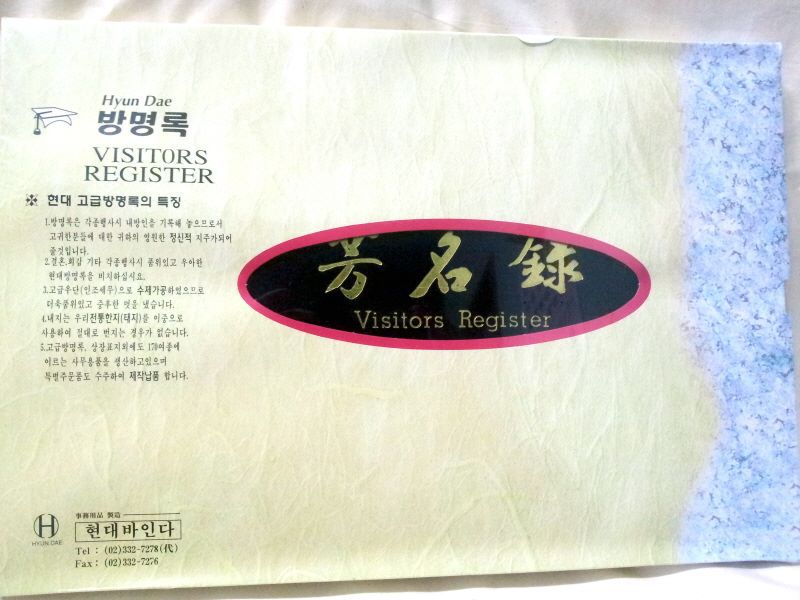 Hyun Dae
방명록
VISITORS
REGISTER
현대 고급방명록의 특징
1.방명록은 각종행사시 내방인을 기록해 놓으므로서
고귀한분들에 대한 귀하의 영원한 정신적 지주가되어
줄것입니다.
2.결혼,회갑 기타 각종행사시 품위있고 우아한
현대방명록을 비치하십시요.
3.고급우단(인조세무)으로 수제가공하였으므로
더욱품위있고 중후한 멋을 냈습니다.
4.내지는 우리전통한지(태지)를 이중으로
사용하여 절대로 번지는 경우가 없습니다.
5.고급방명록, 상장표지외에도 170여종에
이르는 사무용품을 생산하고있으며
특별주문품도 수주하여 제작납품 합니다.
芳名錄
Visitors Register
H
HYUN DAE
事務用品 製造
현대바인다
Tel : (02)332-7278(代)
Fax : (02)332-7276